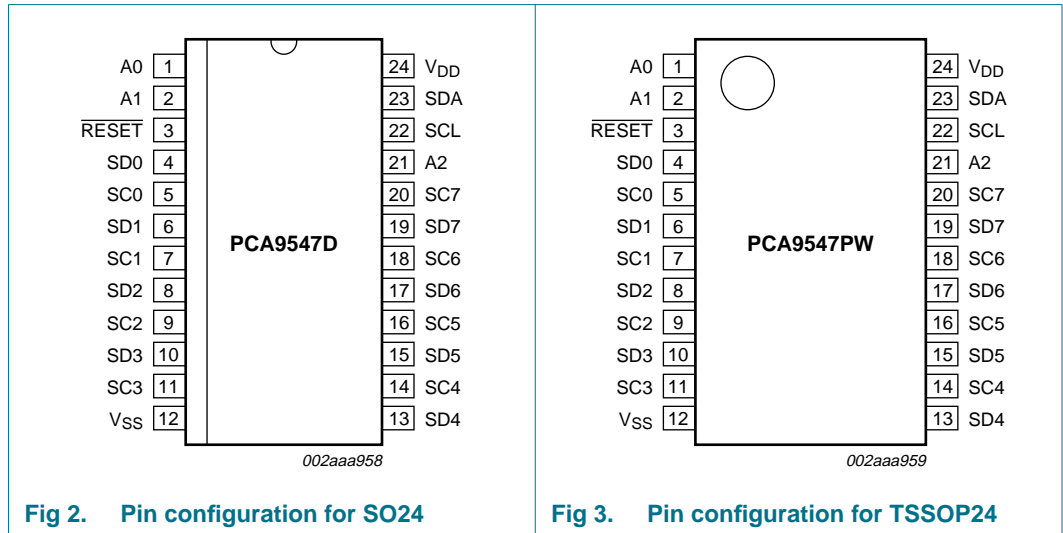 A0 1
A1 2
RESET 3
SD0 4
SC0 5
SD1 6
SC1 7
SD2 8
SC2 9
SD3 10
SC3 11
VSS 12
PCA9547D
24 VDD
23 SDA
22 SCL
21 A2
20 SC7
19 SD7
18 SC6
17 SD6
16 SC5
15 SD5
14 SC4
13 SD4
002aaa958
Fig 2. Pin configuration for SO24
A0 1
A1 2
RESET 3
SD0 4
SC0 5
SD1 6
SC1 7
SD2 8
SC2 9
SD3 10
SC3 11
VSS 12
PCA9547PW
24 VDD
23 SDA
22 SCL
21 A2
20 SC7
19 SD7
18 SC6
17 SD6
16 SC5
15 SD5
14 SC4
13 SD4
002aaa959
Fig 3. Pin configuration for TSSOP24